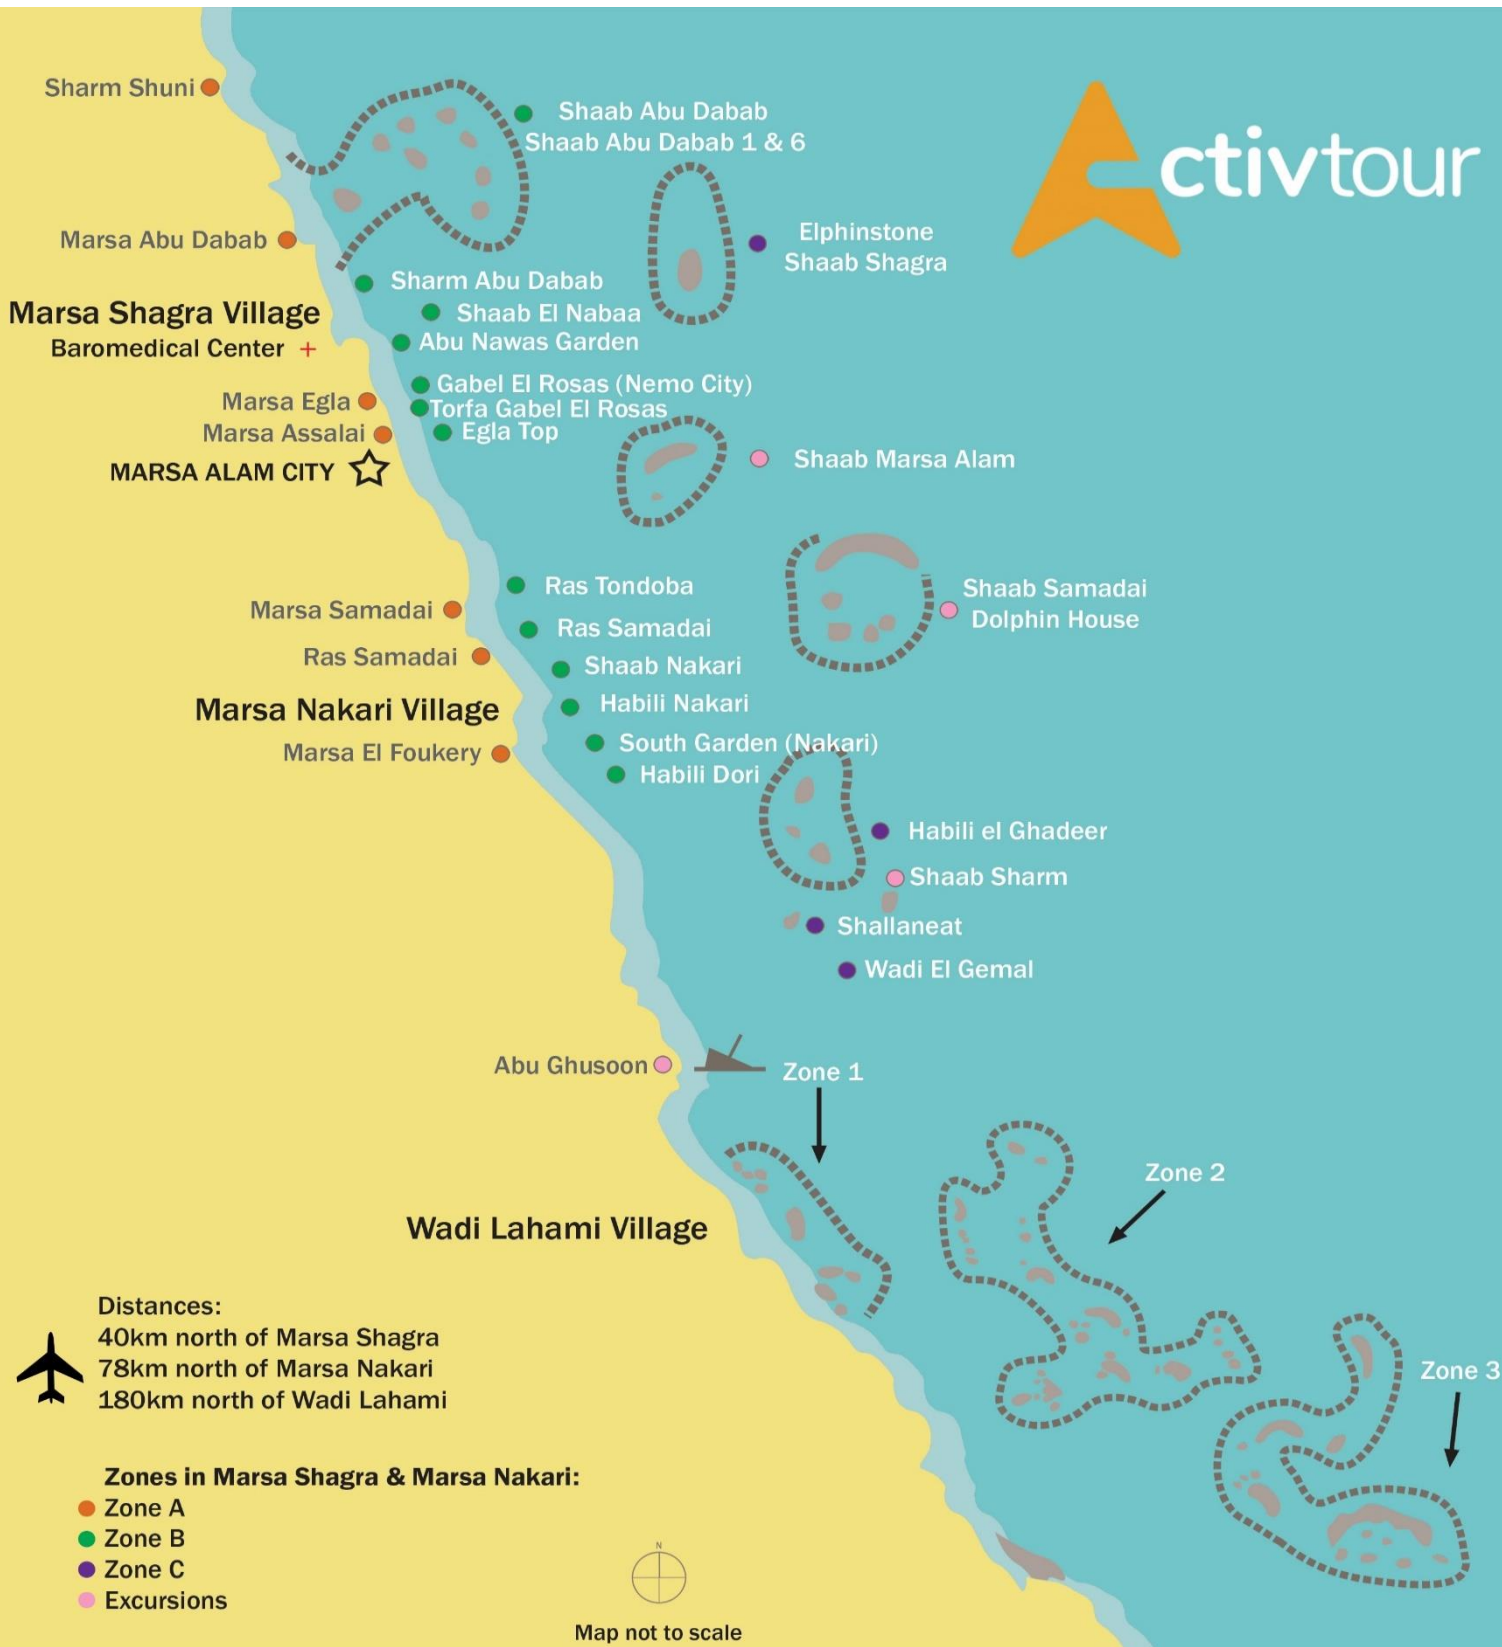 Sharm Shuni
Shaab Abu Dabab
Shaab Abu Dabab 1 & 6
ctivtour
Marsa Abu Dabab
Elphinstone
Shaab Shagra
Sharm Abu Dabab
Marsa Shagra Village
Shaab El Nabaa
Baromedical Center +
Abu Nawas Garden
Gabel El Rosas (Nemo City)
Marsa Egla
Torfa Gabel El Rosas
Marsa Assalai
Egla Top
MARSA ALAM CITY
Shaab Marsa Alam
Ras Tondoba
Shaab Samadai
Dolphin House
Marsa Samadai
Ras Samadai
Ras Samadai
Shaab Nakari
Marsa Nakari Village
Habili Nakari
South Garden (Nakari)
Marsa El Foukery
Habili Dori
Habili el Ghadeer
Shaab Sharm
Shallaneat
Wadi El Gemal
Abu Ghusoon
Zone 1
Zone 2
Wadi Lahami Village
Zone 3
Distances:
40km north of Marsa Shagra
78km north of Marsa Nakari
180km north of Wadi Lahami
Zones in Marsa Shagra & Marsa Nakari:
Zone A
Zone B
Zone C
Excursions
N
Map not to scale